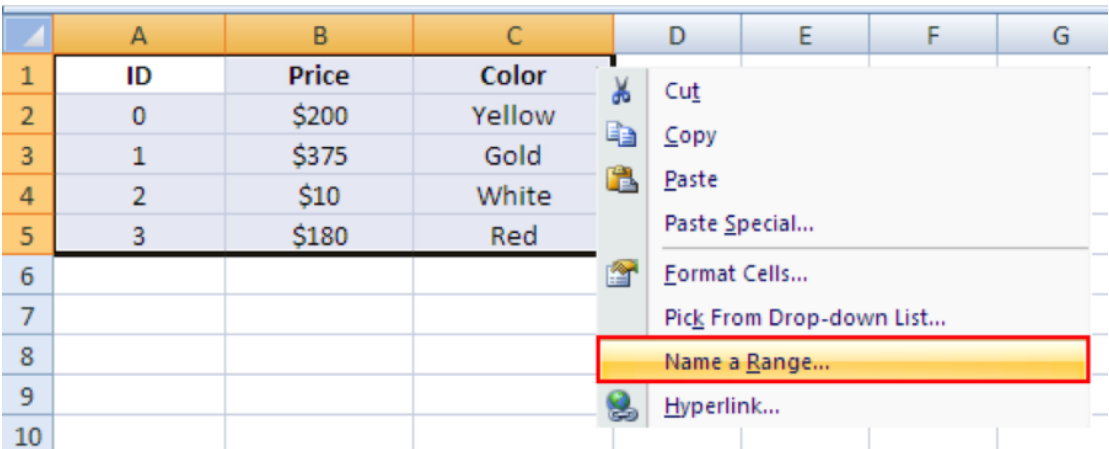 A B C D E F G
1 ID Price Color
2 0 $200 Yellow
3 1 $375 Gold
4 2 $10 White
5 3 $180 Red
6
7
8
9
10
Cut
Copy
Paste
Paste Special...
Format Cells...
Pick From Drop-down List...
Name a Range...
Hyperlink...